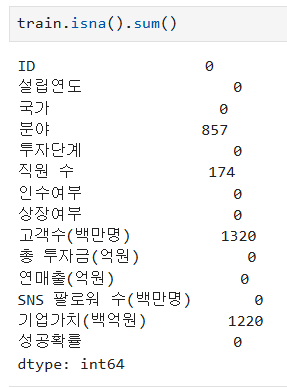 train.isna().sum()
ID 0
설립연도 0
국가 0
분야 857
투자단계 0
직원 수 174
인수여부 0
상장여부 0
고객수(백만명) 1320
총 투자금(억원) 0
연매출(억원) 0
SNS 팔로워 수(백만명) 0
기업가치(백억원) 1220
성공확률 0
dtype: int64